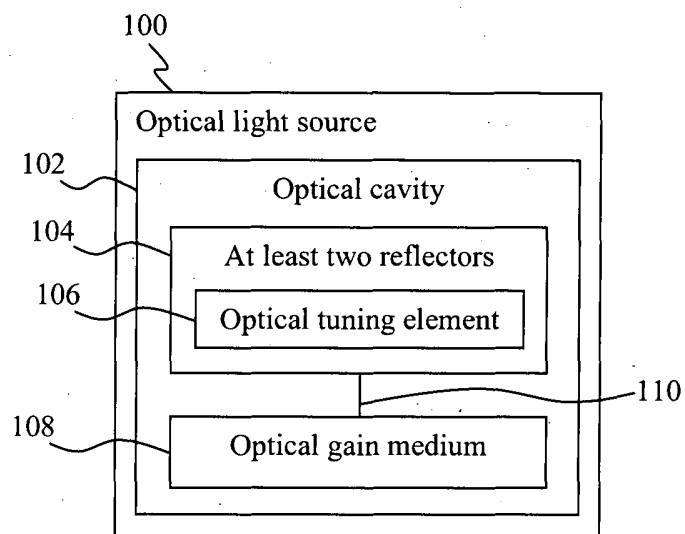 100
Optical light source
102
Optical cavity
104
At least two reflectors
106
Optical tuning element
110
108
Optical gain medium